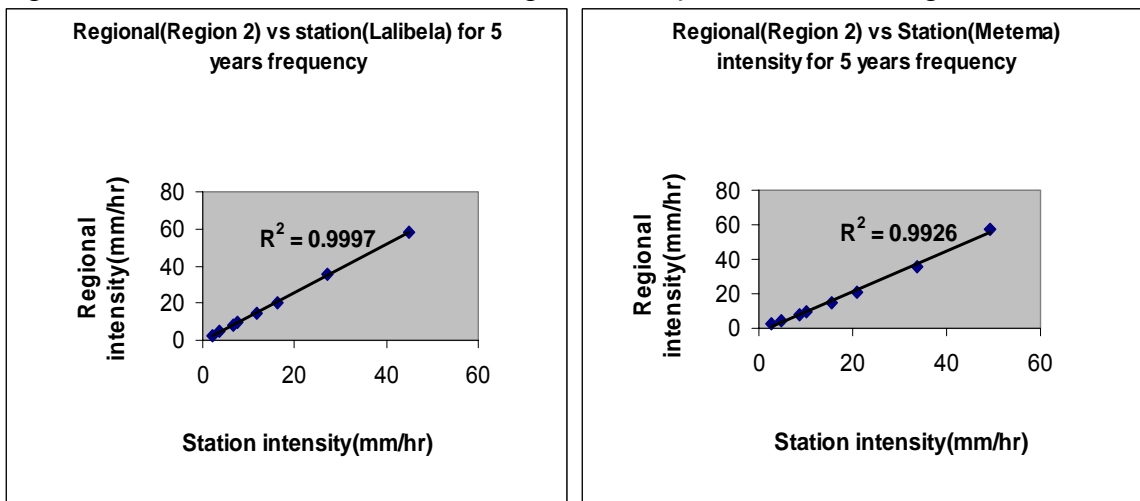 Regional(Region 2) vs station(Lalibela) for 5
years frequency
80
60
40
20
0
0
20
40
60
R2 = 0.9997
Regional
intensity(mm/hr)
Station intensity(mm/hr)
Regional(Region 2) vs Station(Metema)
intensity for 5 years frequency
80
60
40
20
0
0
20
40
60
R2 = 0.9926
Regional
intensity(mm/hr)
Station intensity(mm/hr)